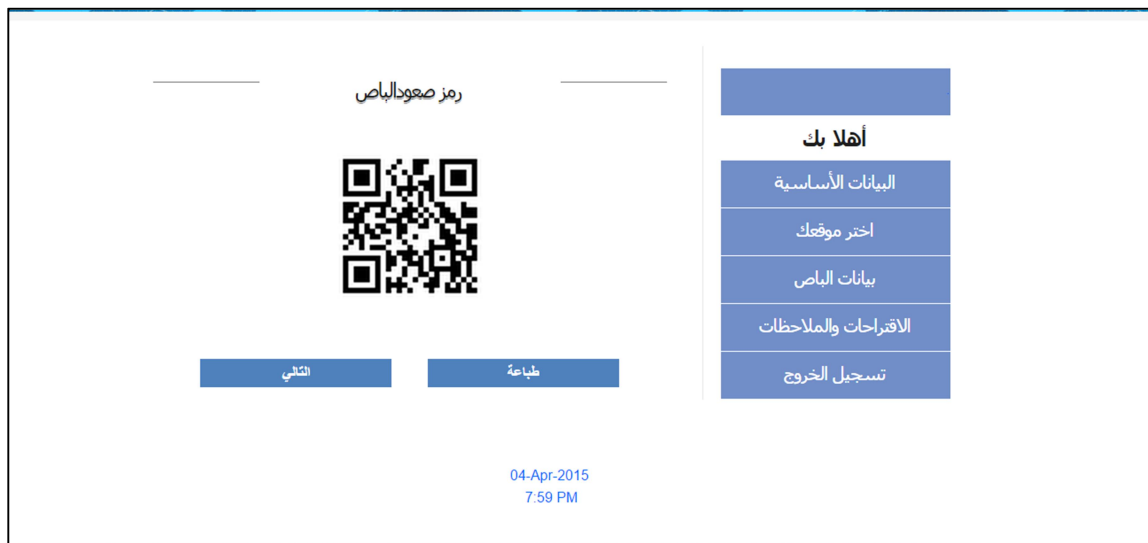 رمز صعودالباص
طباعة
التالي
أهلا بك
البيانات الأساسية
اختر موقعك
بيانات الباص
الاقتراحات والملاحظات
تسجيل الخروج
04-Apr-2015
7:59 PM